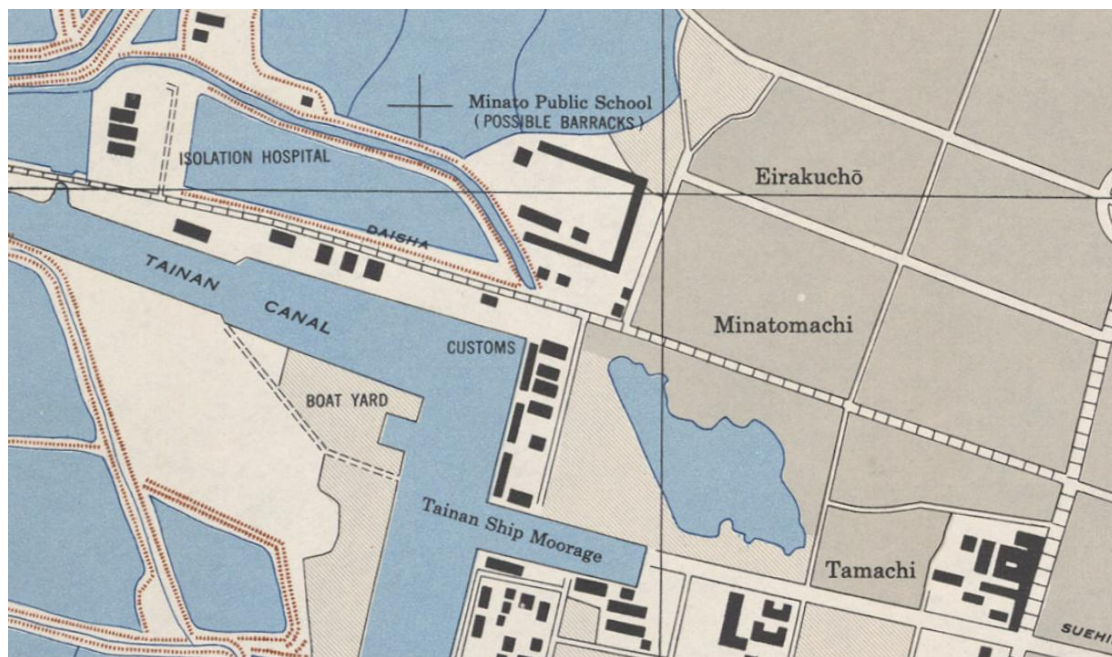 Minato Public School
(POSSIBLE BARRACKS)
ISOLATION HOSPITAL
Eirakuchō
DAISHA
TAINAN CANAL
Minatomachi
CUSTOMS
BOAT YARD
Tainan Ship Moorage
Tamachi